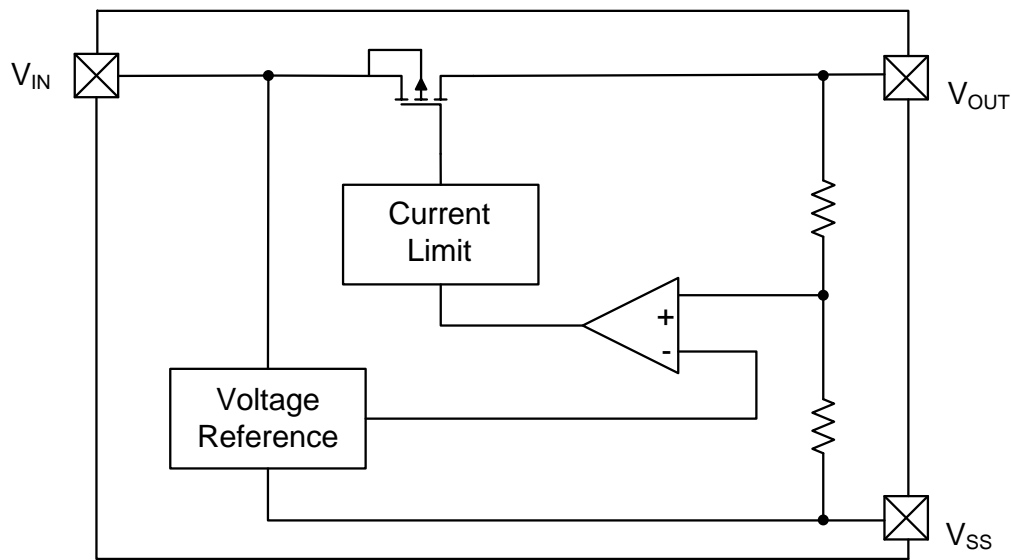 V_IN
V_OUT
Current
Limit
+
-
Voltage
Reference
V_SS